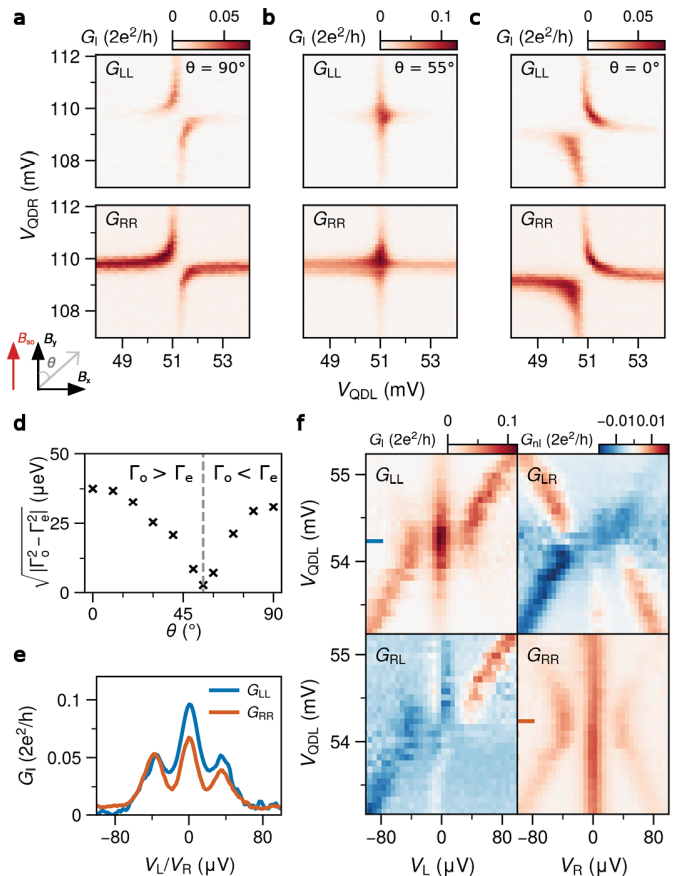 a
b
c
0
0.05
0
0.1
0
0.05
G_l (2e²/h)
G_l (2e²/h)
G_l (2e²/h)
G_LL
θ = 90°
G_LL
θ = 55°
G_LL
θ = 0°
112
110
108
G_RR
G_RR
G_RR
112
110
108
V_QDR (mV)
49
51
53
49
51
53
49
51
53
V_QDL (mV)
B_so
B_y
θ
B_x
d
50
25
0
√|Γ_o² − Γ_o²| (µeV)
Γ_o > Γ_e
Γ_o < Γ_e
0
45
90
θ (°)
e
0.1
0.05
0
G_l (2e²/h)
G_LL
G_RR
−80
0
80
V_L/V_R (µV)
f
0
0.1
−0.01
0.01
G_l (2e²/h)
G_nl (2e²/h)
G_LL
G_LR
55
54
V_QDL (mV)
G_RL
G_RR
55
54
V_QDL (mV)
−80
0
80
−80
0
80
V_L (µV)
V_R (µV)